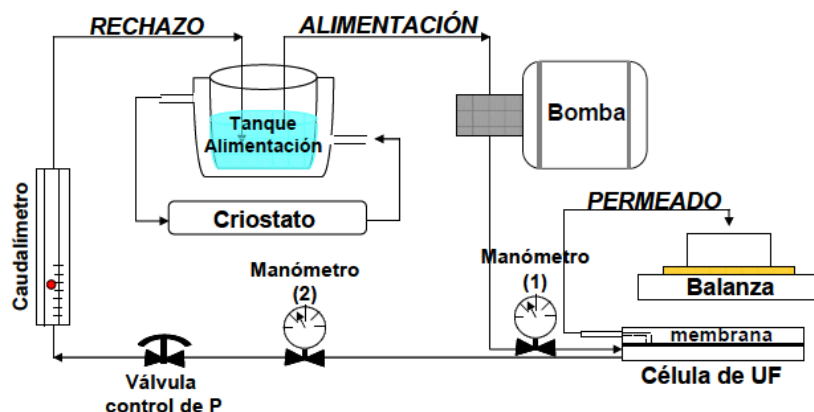 RECHAZO
ALIMENTACIÓN
Tanque
Alimentación
Bomba
Criostato
Caudalímetro
PERMEADO
Balanza
Manómetro
(2)
Manómetro
(1)
membrana
Célula de UF
Válvula
control de P